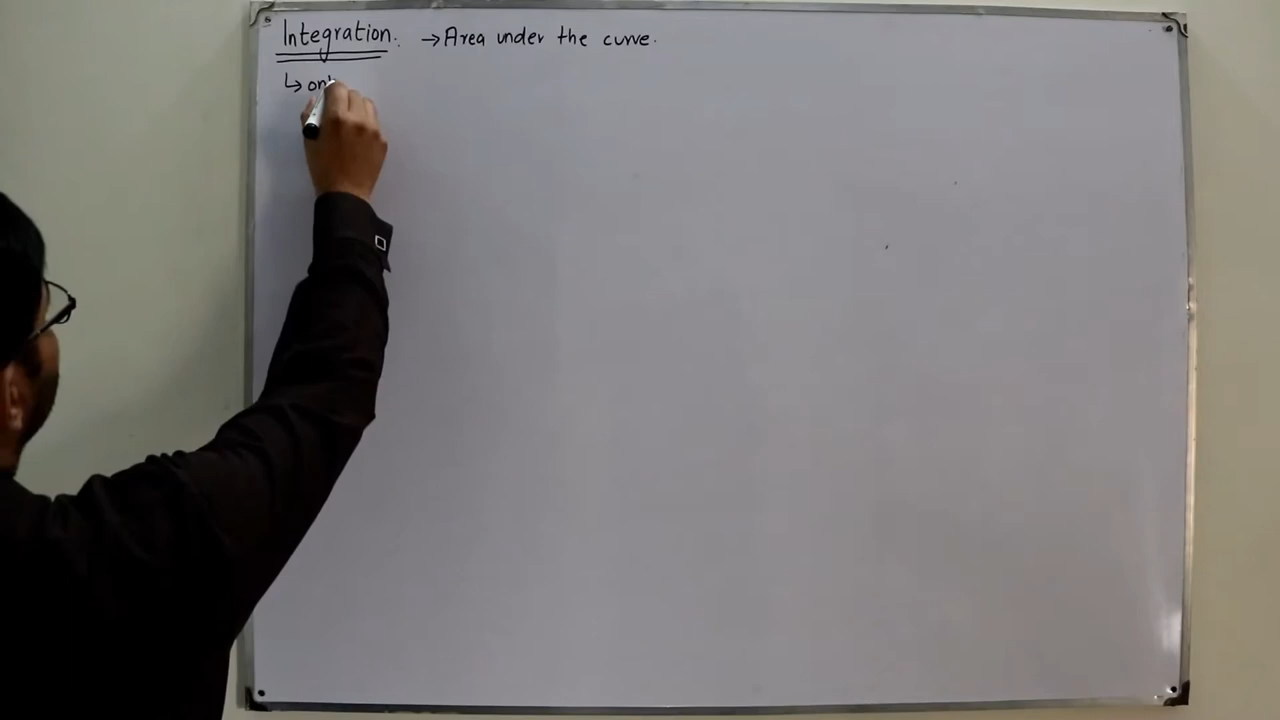 Integration. → Area under the curve.
↳